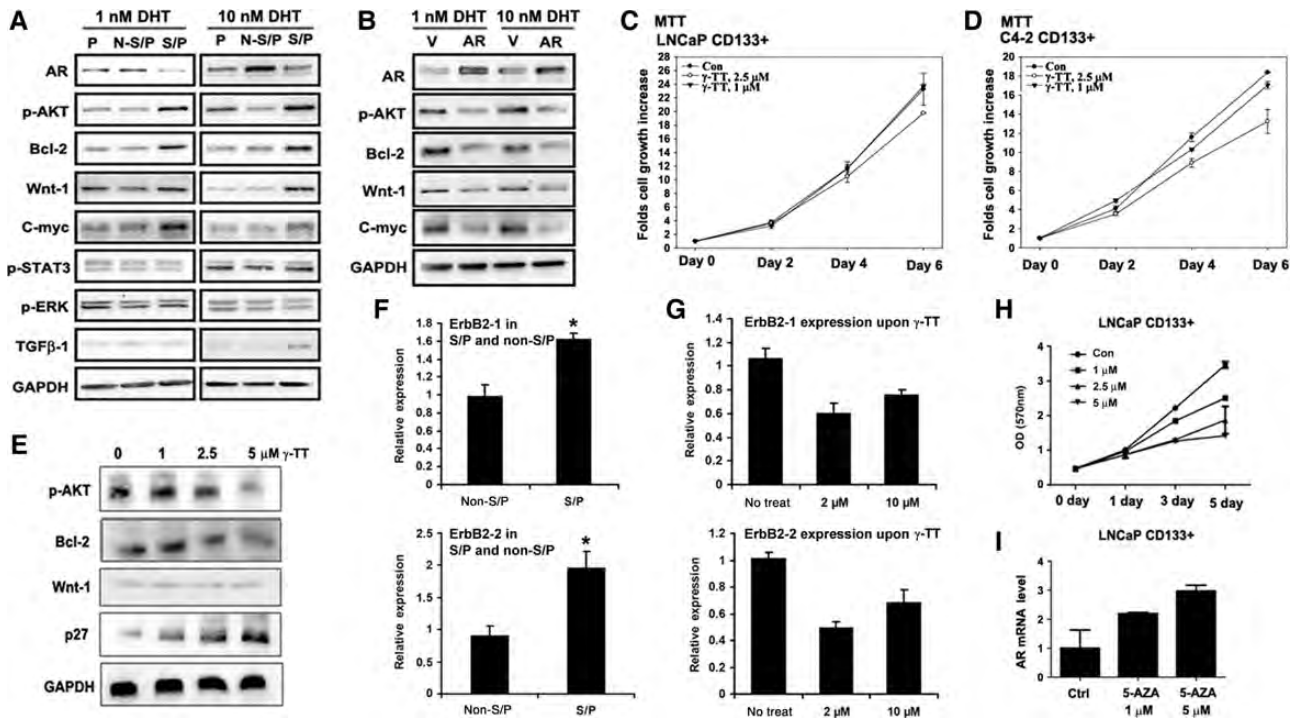 A
1 nM DHT 10 nM DHT
P N-S/P S/P P N-S/P S/P
AR
p-AKT
Bcl-2
Wnt-1
C-myc
p-STAT3
p-ERK
TGFβ-1
GAPDH
B
1 nM DHT 10 nM DHT
V AR V AR
AR
p-AKT
Bcl-2
Wnt-1
C-myc
GAPDH
C
MTT
LNCaP CD133+
Con
γ-TT, 2.5 μM
γ-TT, 1 μM
Folds cell growth increase
28
26
24
22
20
18
16
14
12
10
8
6
4
2
0
Day 0 Day 2 Day 4 Day 6
D
MTT
C4-2 CD133+
Con
γ-TT, 2.5 μM
γ-TT, 1 μM
Folds cell growth increase
20
18
16
14
12
10
8
6
4
2
0
Day 0 Day 2 Day 4 Day 6
E
0 1 2.5 5 μM γ-TT
p-AKT
Bcl-2
Wnt-1
p27
GAPDH
F
ErbB2-1 in
S/P and non-S/P
*
Relative expression
1.8
1.6
1.4
1.2
1
0.8
0.6
0.4
0.2
0
Non-S/P S/P
ErbB2-2 in
S/P and non-S/P
*
Relative expression
2.5
2
1.5
1
0.5
0
Non-S/P S/P
G
ErbB2-1 expression upon γ-TT
Relative expression
1.4
1.2
1
0.8
0.6
0.4
0.2
0
No treat 2 μM 10 μM
ErbB2-2 expression upon γ-TT
Relative expression
1.2
1
0.8
0.6
0.4
0.2
0
No treat 2 μM 10 μM
H
LNCaP CD133+
Con
1 μM
2.5 μM
5 μM
OD (570nm)
4
3
2
1
0
0 day 1 day 3 day 5 day
I
LNCaP CD133+
AR mRNA level
4
3
2
1
0
Ctrl 5-AZA 5-AZA
1 μM 5 μM